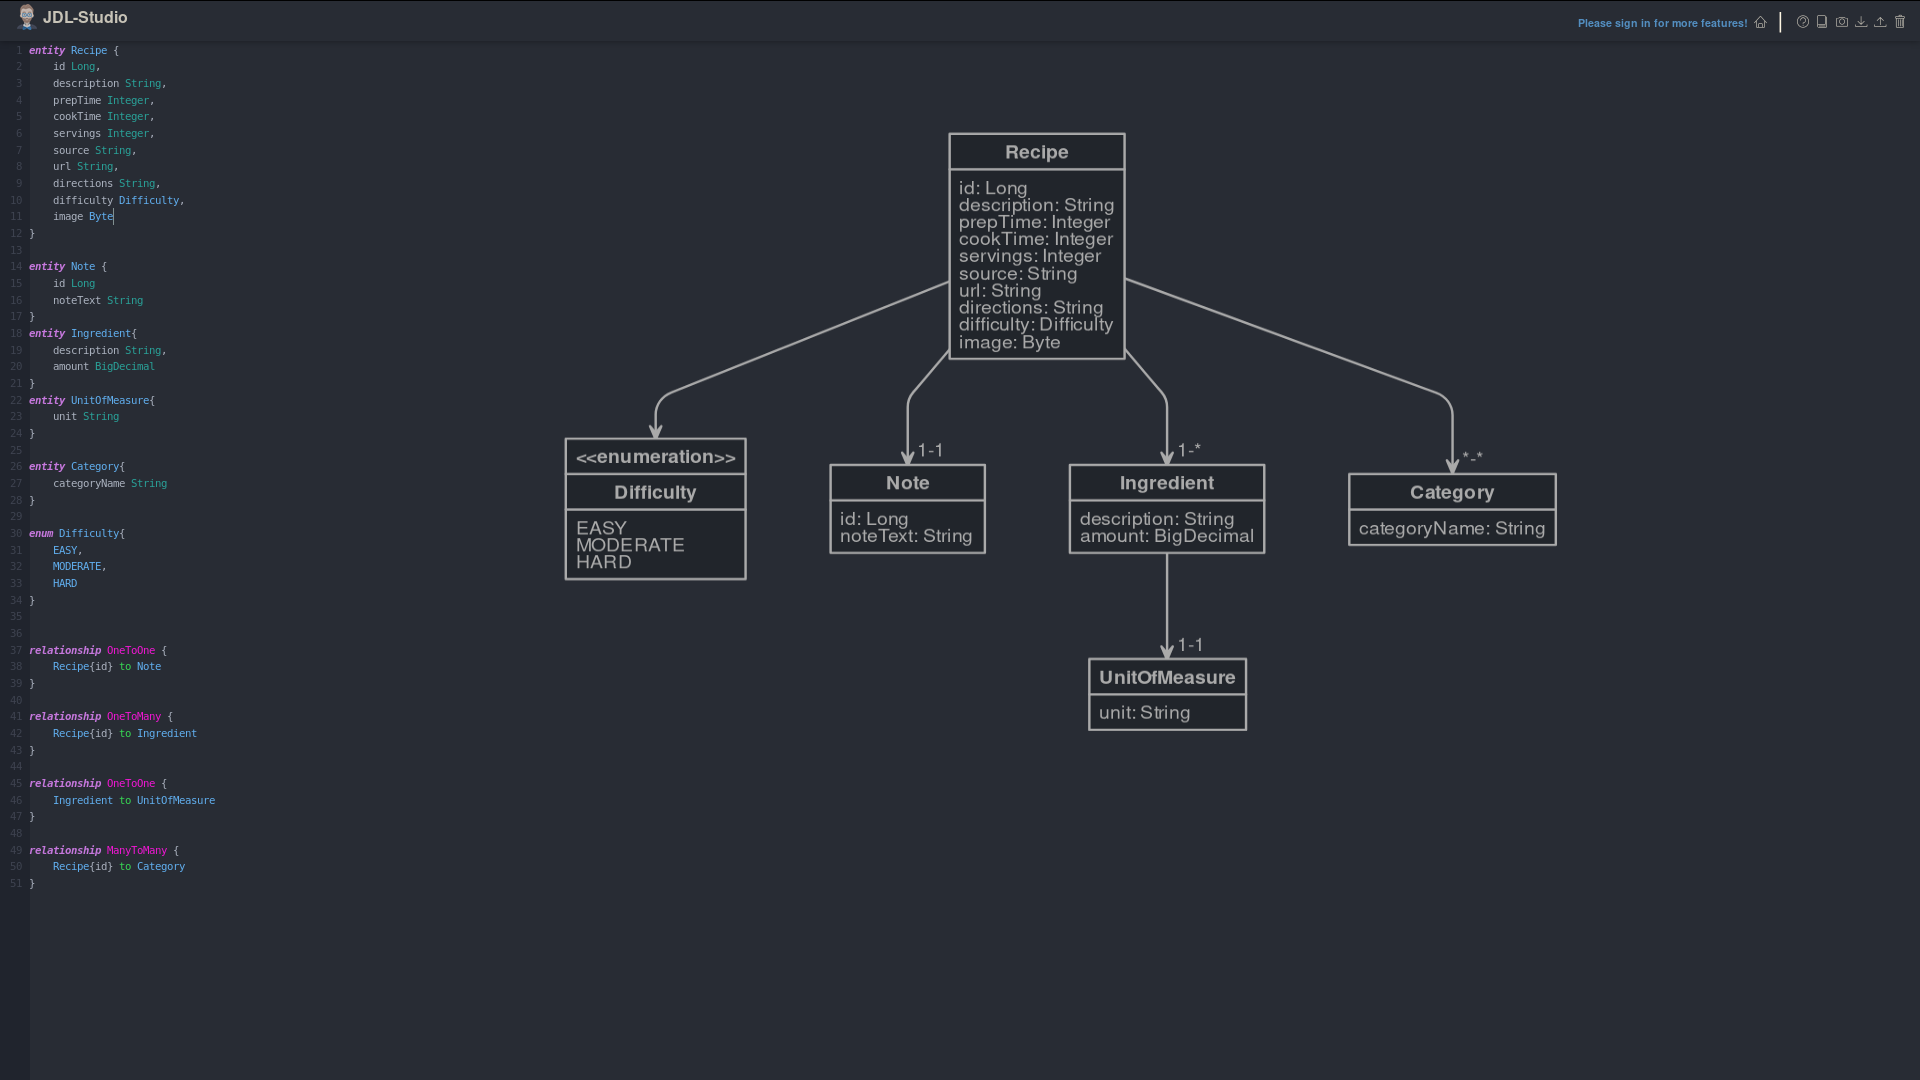 JDL-Studio
Please sign in for more features!
1 entity Recipe {
2     id Long,
3     description String,
4     prepTime Integer,
5     cookTime Integer,
6     servings Integer,
7     source String,
8     url String,
9     directions String,
10     difficulty Difficulty,
11     image Byte
12 }
13
14 entity Note {
15     id Long
16     noteText String
17 }
18 entity Ingredient{
19     description String,
20     amount BigDecimal
21 }
22 entity UnitOfMeasure{
23     unit String
24 }
25
26 entity Category{
27     categoryName String
28 }
29
30 enum Difficulty{
31     EASY,
32     MODERATE,
33     HARD
34 }
35
36
37 relationship OneToOne {
38     Recipe{id} to Note
39 }
40
41 relationship OneToMany {
42     Recipe{id} to Ingredient
43 }
44
45 relationship OneToOne {
46     Ingredient to UnitOfMeasure
47 }
48
49 relationship ManyToMany {
50     Recipe{id} to Category
51 }
Recipe
id: Long
description: String
prepTime: Integer
cookTime: Integer
servings: Integer
source: String
url: String
directions: String
difficulty: Difficulty
image: Byte
<<enumeration>>
Difficulty
EASY
MODERATE
HARD
1-1
Note
id: Long
noteText: String
1-*
Ingredient
description: String
amount: BigDecimal
*-*
Category
categoryName: String
1-1
UnitOfMeasure
unit: String